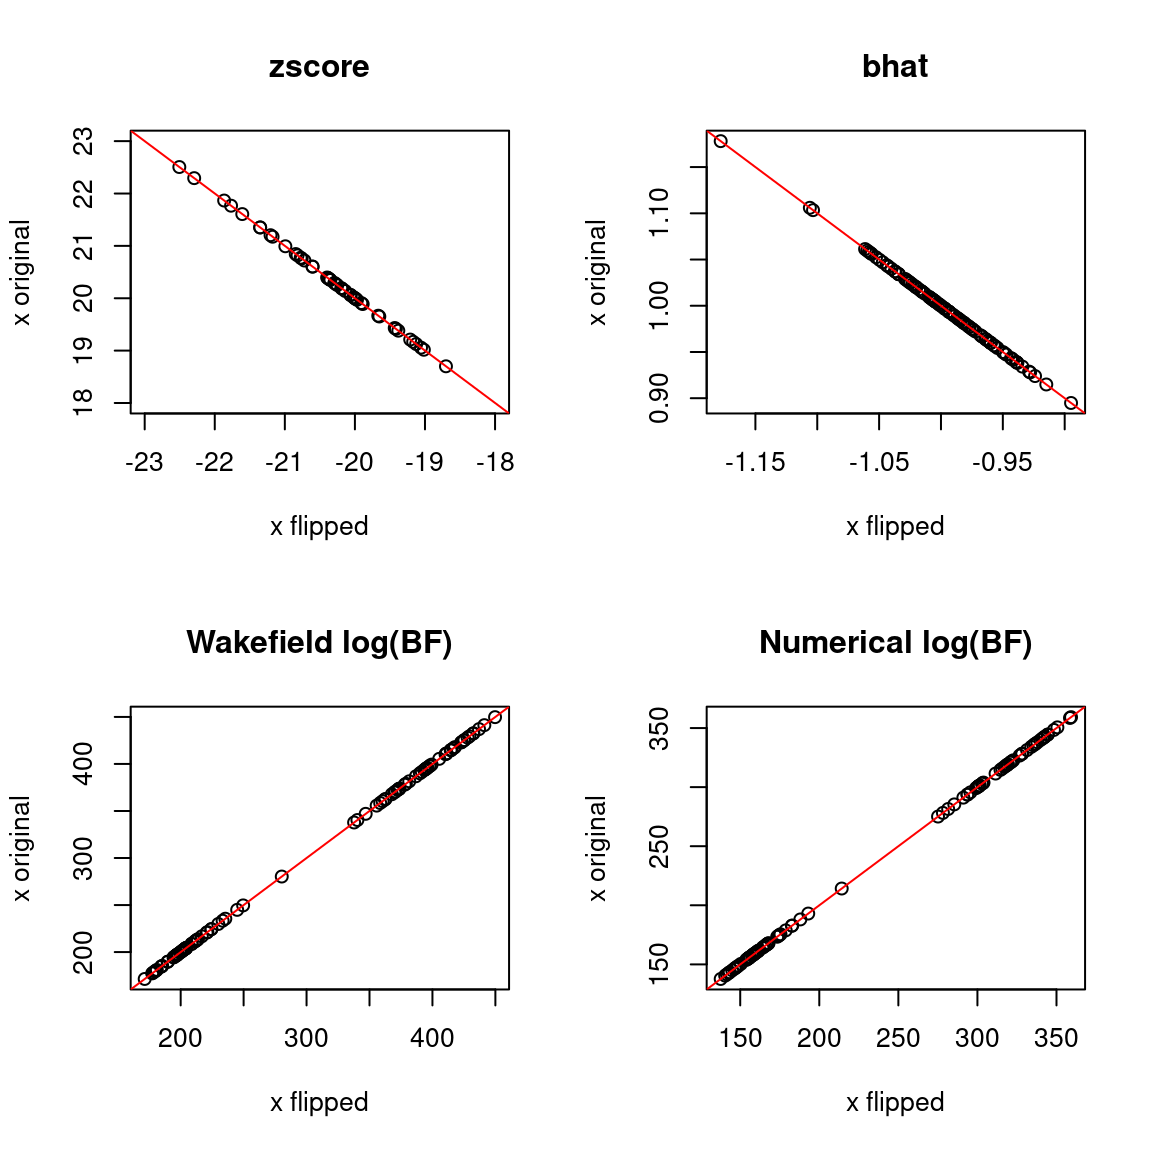 zscore
x original
23
22
21
20
19
18
-23 -22 -21 -20 -19 -18
x flipped
bhat
x original
1.10
1.00
0.90
-1.15 -1.05 -0.95
x flipped
Wakefield log(BF)
x original
400
300
200
200 300 400
x flipped
Numerical log(BF)
x original
350
250
150
150 200 250 300 350
x flipped